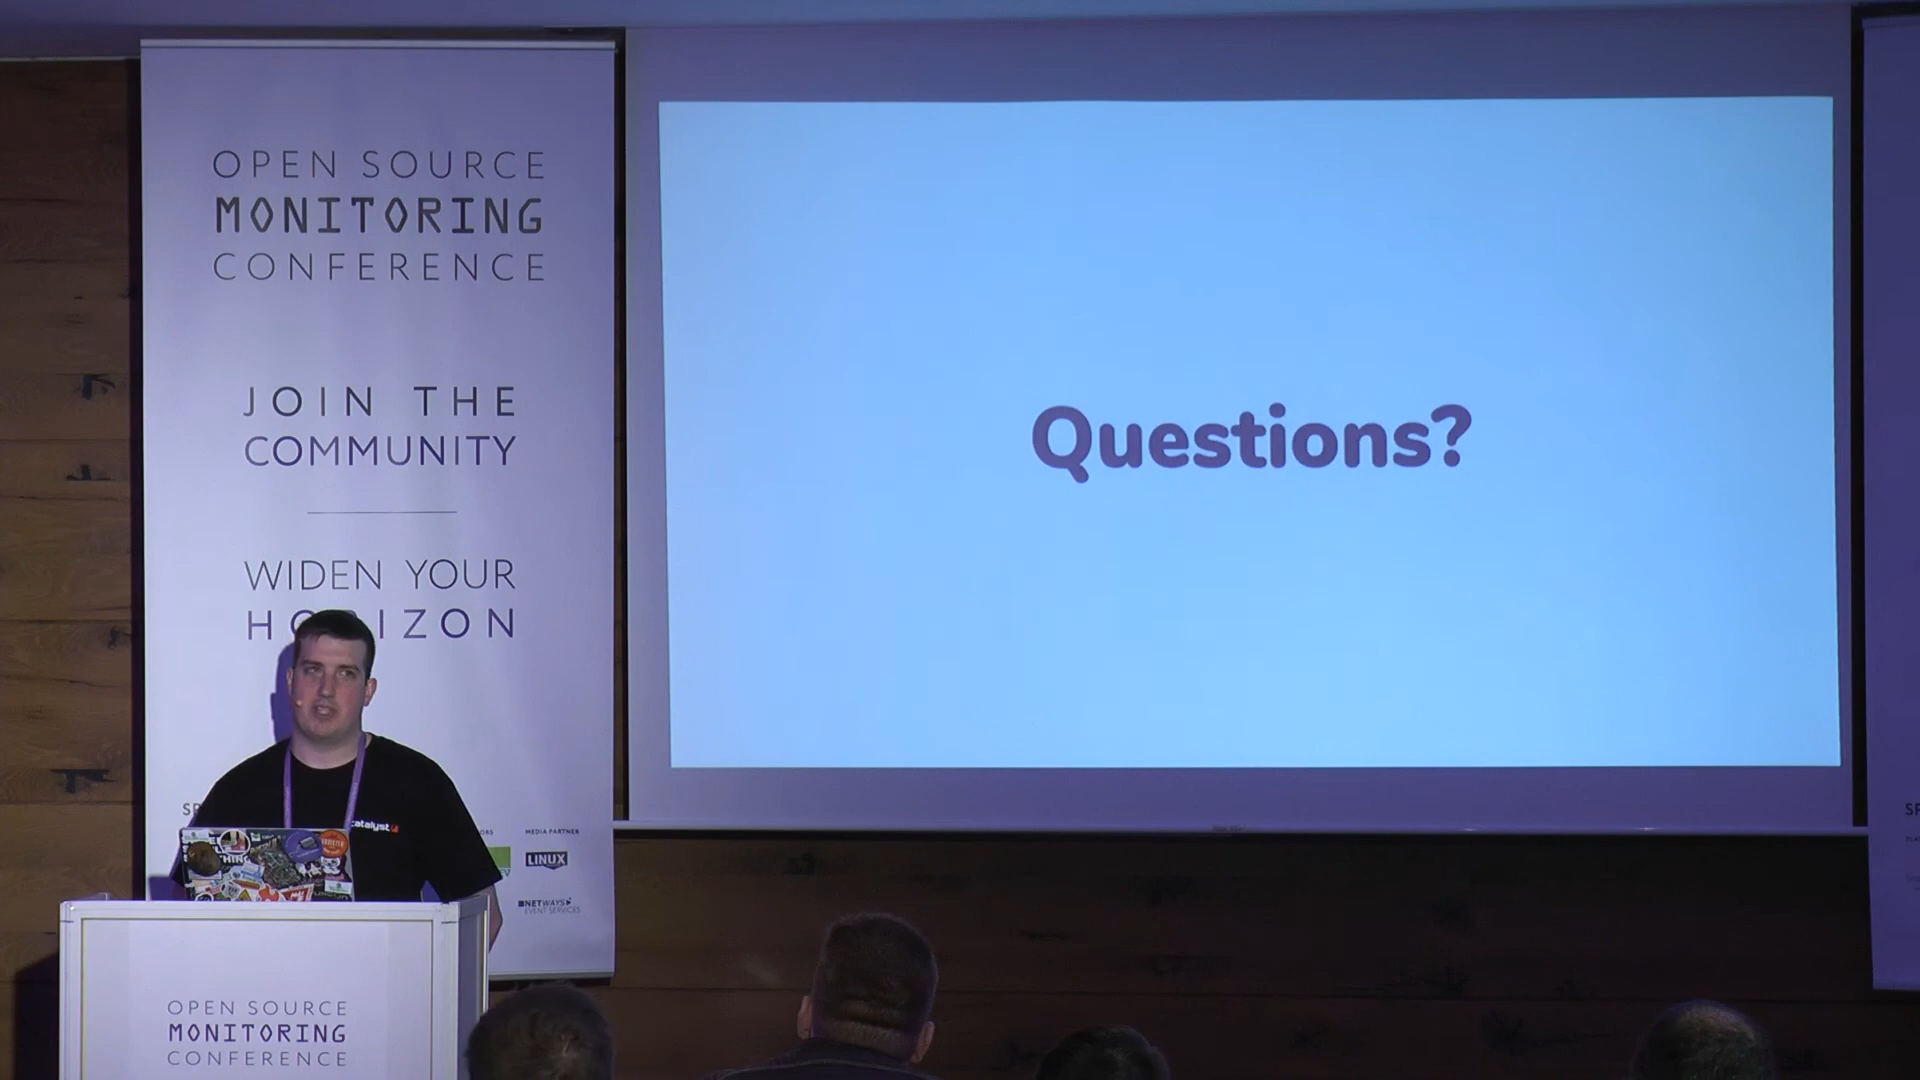 OPEN SOURCE
MONITORING
CONFERENCE
JOIN THE
COMMUNITY
WIDEN YOUR
HORIZON
Questions?
catalyst
MEDIA PARTNER
LINUX
NETWAYS
EVENT SERVICES
OPEN SOURCE
MONITORING
CONFERENCE